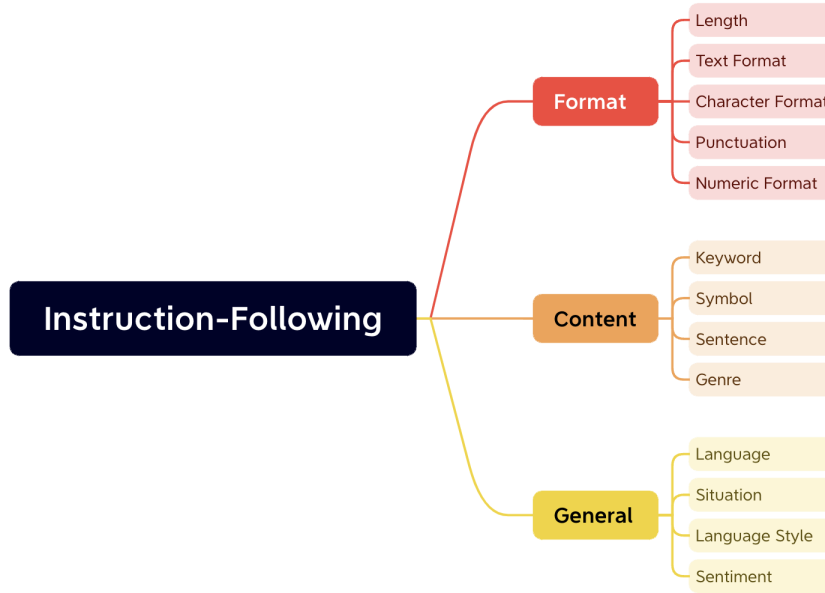 Instruction-Following
Format
Length
Text Format
Character Format
Punctuation
Numeric Format
Content
Keyword
Symbol
Sentence
Genre
General
Language
Situation
Language Style
Sentiment